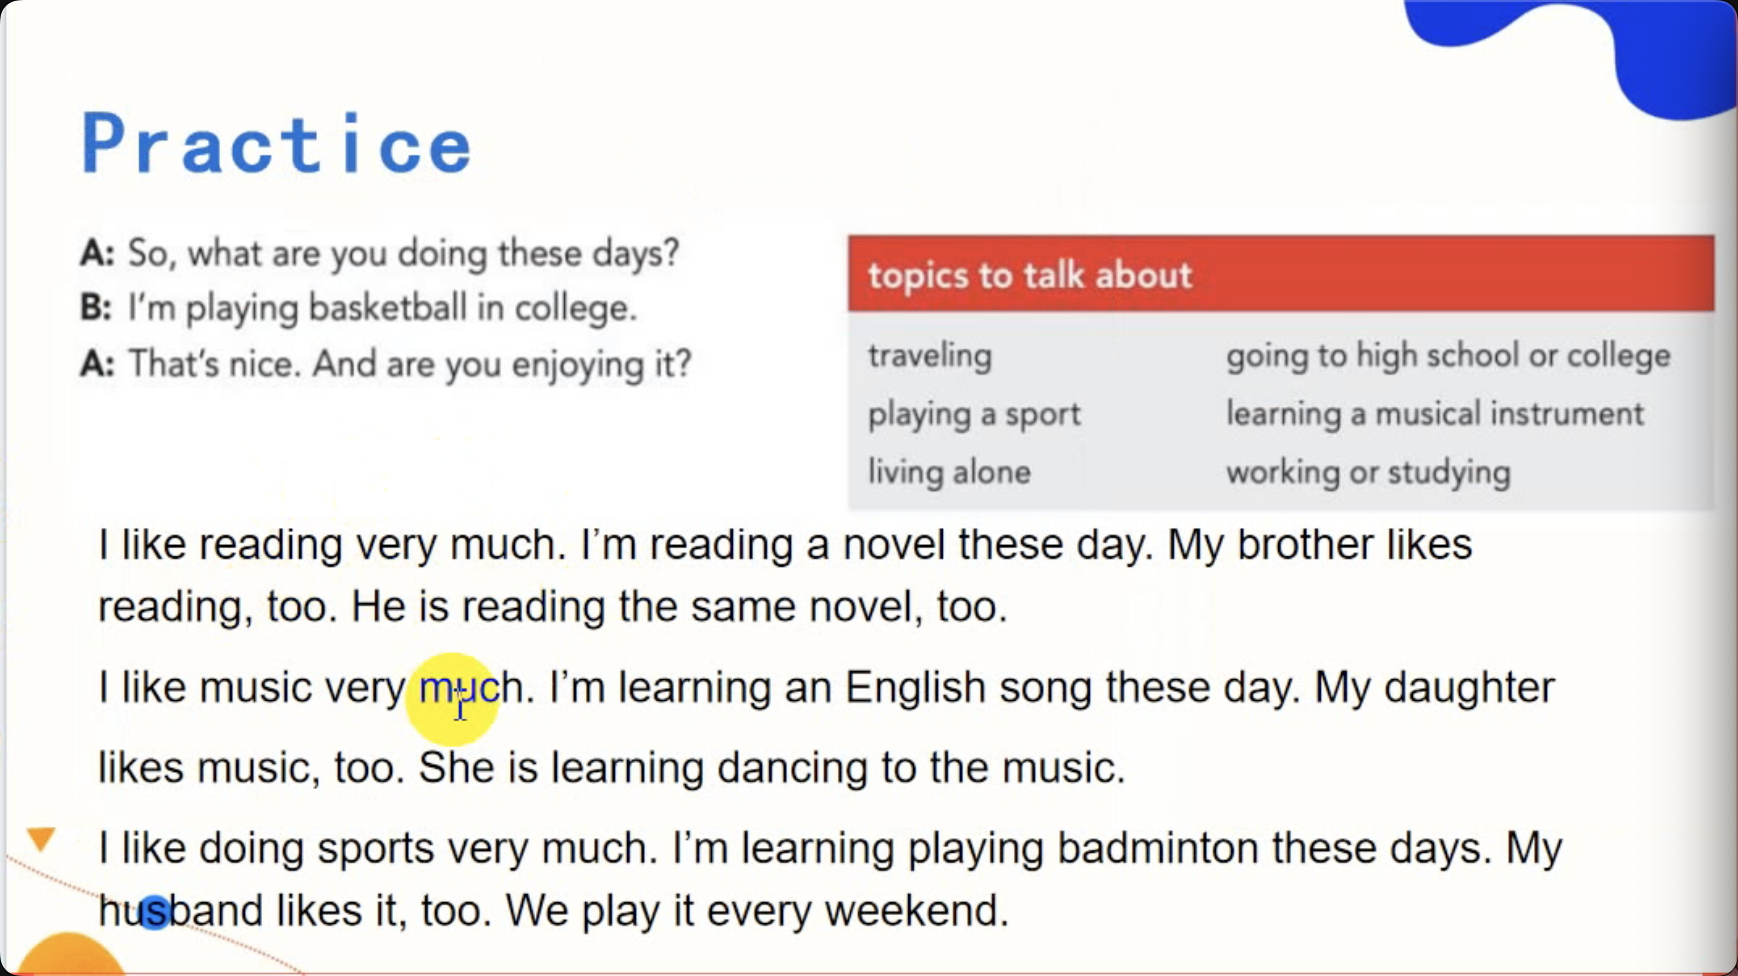 Practice
A: So, what are you doing these days?
B: I'm playing basketball in college.
A: That's nice. And are you enjoying it?
topics to talk about
traveling
going to high school or college
playing a sport
learning a musical instrument
living alone
working or studying
I like reading very much. I'm reading a novel these day. My brother likes
reading, too. He is reading the same novel, too.
I like music very much. I'm learning an English song these day. My daughter
likes music, too. She is learning dancing to the music.
I like doing sports very much. I'm learning playing badminton these days. My
husband likes it, too. We play it every weekend.